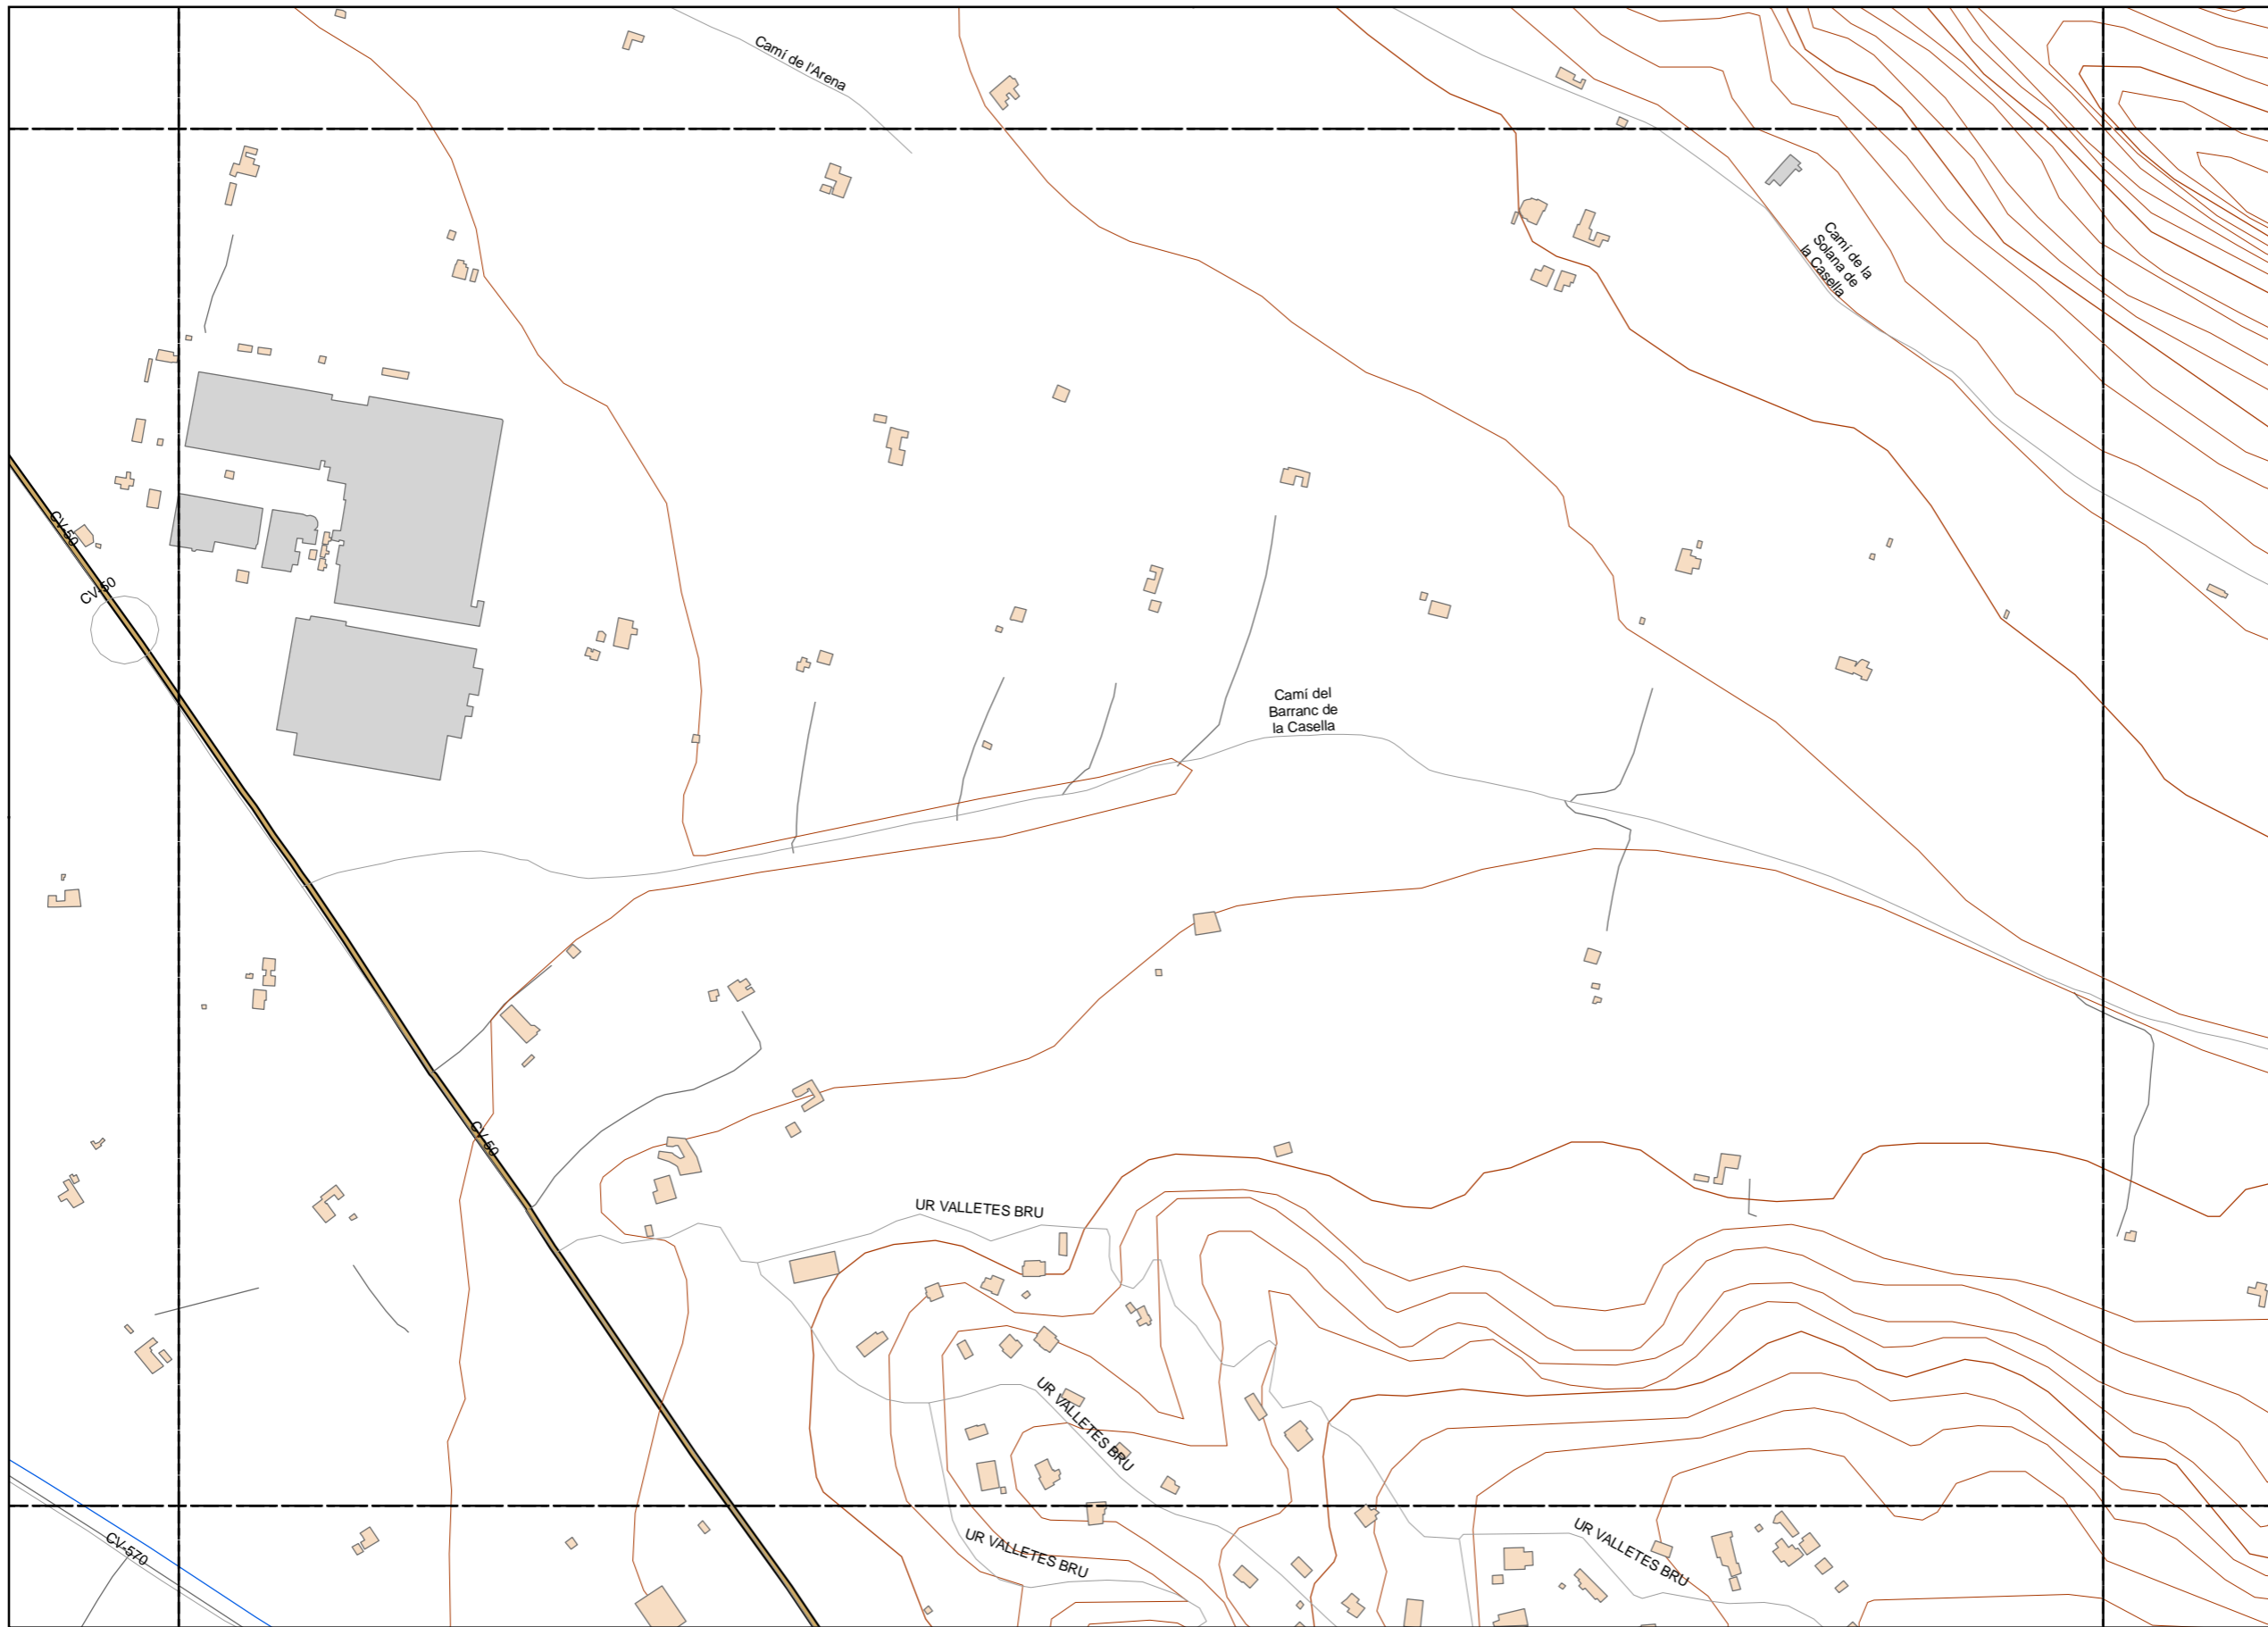 Camí de l'Arena
Camí de la
Solana de
la Casella
CV-50
CV-50
Camí del
Barranc de
la Casella
CV-50
UR VALLETES BRU
UR VALLETES BRU
UR VALLETES BRU
UR VALLETES BRU
CV-570